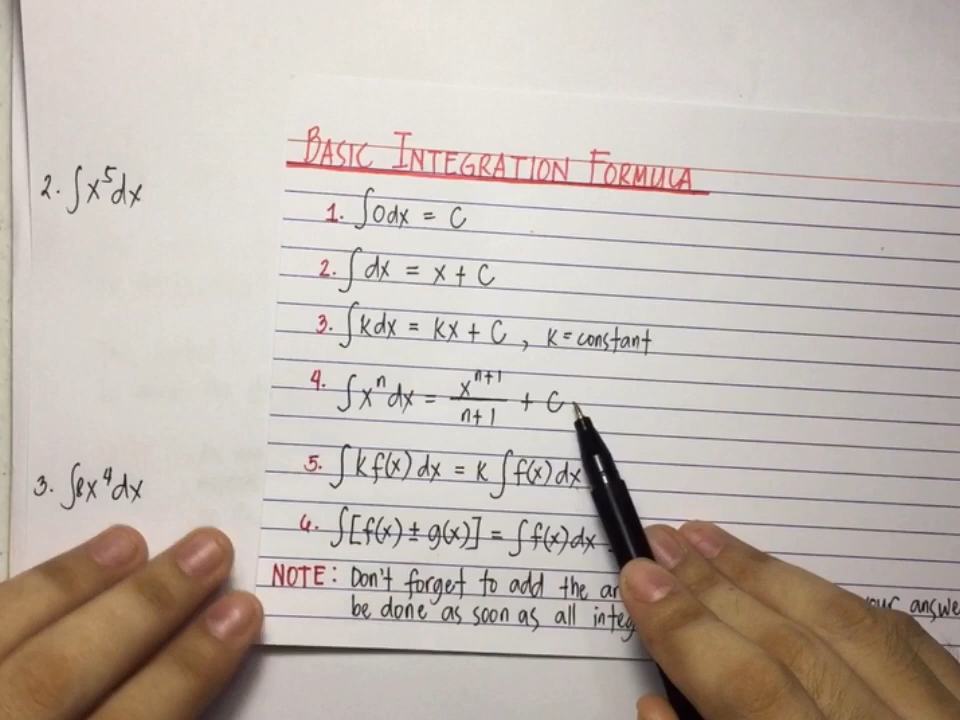 BASIC INTEGRATION FORMULA
1. ∫0dx = C
2. ∫dx = x + C
3. ∫kdx = kx + C , k = constant
4. ∫xⁿdx = xⁿ⁺¹/n+1 + C
5. ∫kf(x)dx = k∫f(x)dx
6. ∫[f(x) ± g(x)] = ∫f(x)dx
NOTE: Don't forget to add the your answe
be done as soon as all
2. ∫x⁵dx
3. ∫8x⁴dx